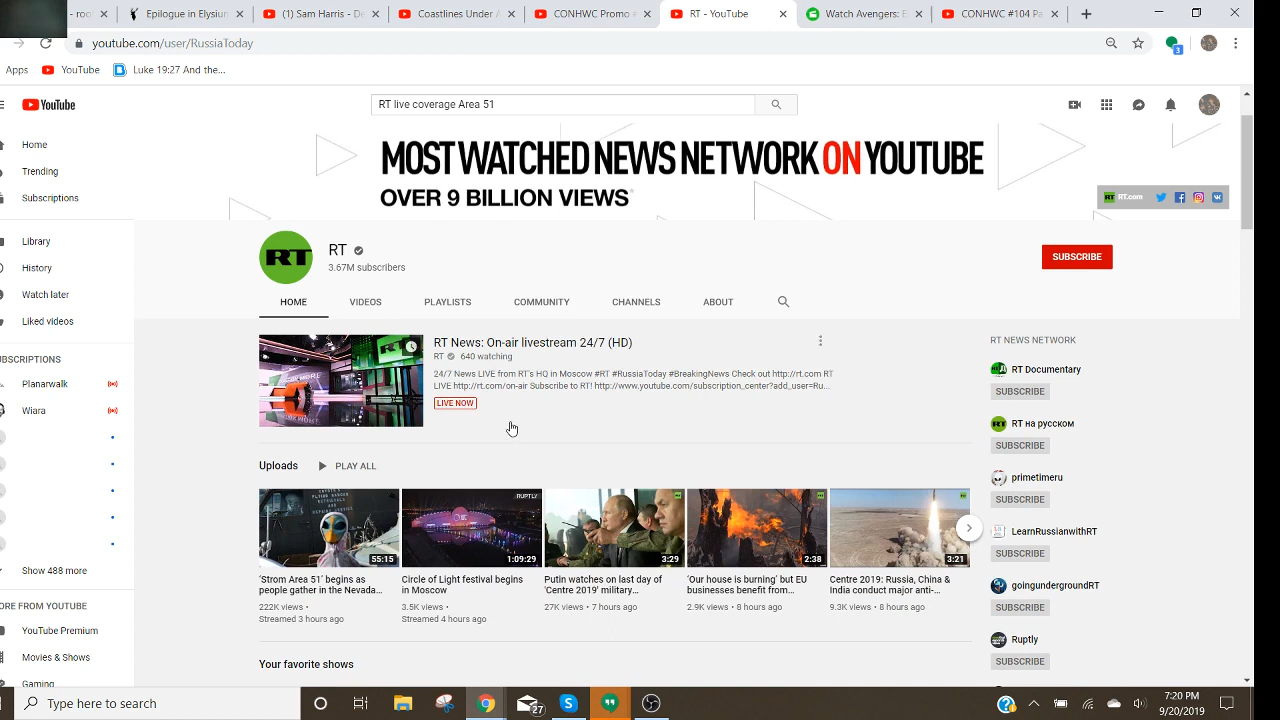 - roo
Epilogue in Elysiun
(1) Sam Harris - De
Coastlines Under A
CONHWC Promo e
RT - YouTube
Watch Avengers: E
CONHWC #104 Pa
youtube.com/user/RussiaToday
3
Apps
YouTube
Luke 19:27 And the...
YouTube
RT live coverage Area 51
Home
Trending
Subscriptions
Library
History
Watch later
Liked videos
UBSCRIPTIONS
Planarwalk
Wiara
Show 488 more
ORE FROM YOUTUBE
YouTube Premium
Movies & Shows
Gaming
MOST WATCHED NEWS NETWORK ON YOUTUBE
OVER 9 BILLION VIEWS*
RT RT.com
RT
RT
3.67M subscribers
SUBSCRIBE
HOME
VIDEOS
PLAYLISTS
COMMUNITY
CHANNELS
ABOUT
RT News: On-air livestream 24/7 (HD)
RT 640 watching
24/7 News LIVE from RT's HQ in Moscow #RT #RussiaToday #BreakingNews Check out http://rt.com RT
LIVE http://rt.com/on-air Subscribe to RT! http://www.youtube.com/subscription_center?add_user=Ru...
LIVE NOW
Uploads
PLAY ALL
55:15
'Strom Area 51' begins as
people gather in the Nevada...
222K views •
Streamed 3 hours ago
RUPTLY
1:09:29
Circle of Light festival begins
in Moscow
3.5K views •
Streamed 4 hours ago
3:29
Putin watches on last day of
'Centre 2019' military...
27K views • 7 hours ago
2:38
'Our house is burning' but EU
businesses benefit from...
2.9K views • 8 hours ago
3:21
Centre 2019: Russia, China &
India conduct major anti-...
9.3K views • 8 hours ago
Your favorite shows
RT NEWS NETWORK
RT Documentary
SUBSCRIBE
RT на русском
SUBSCRIBE
primetimeru
SUBSCRIBE
LearnRussianwithRT
SUBSCRIBE
goingundergroundRT
SUBSCRIBE
Ruptly
SUBSCRIBE
Type here to search
27
7:20 PM
9/20/2019